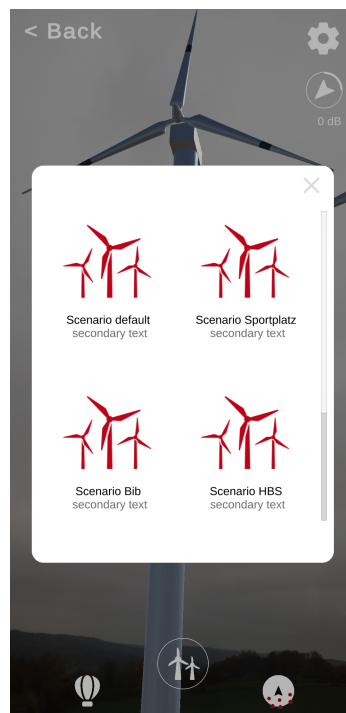 < Back
0 dB
Scenario default
secondary text
Scenario Sportplatz
secondary text
Scenario Bib
secondary text
Scenario HBS
secondary text